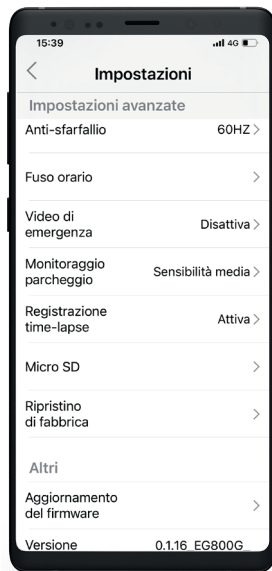 15:39
4G
Impostazioni
Impostazioni avanzate
Anti-sfarfallio 60HZ
Fuso orario
Video di
emergenza Disattiva
Monitoraggio
parcheggio Sensibilità media
Registrazione
time-lapse Attiva
Micro SD
Ripristino
di fabbrica
Altri
Aggiornamento
del firmware
Versione 0.1.16_EG800G_